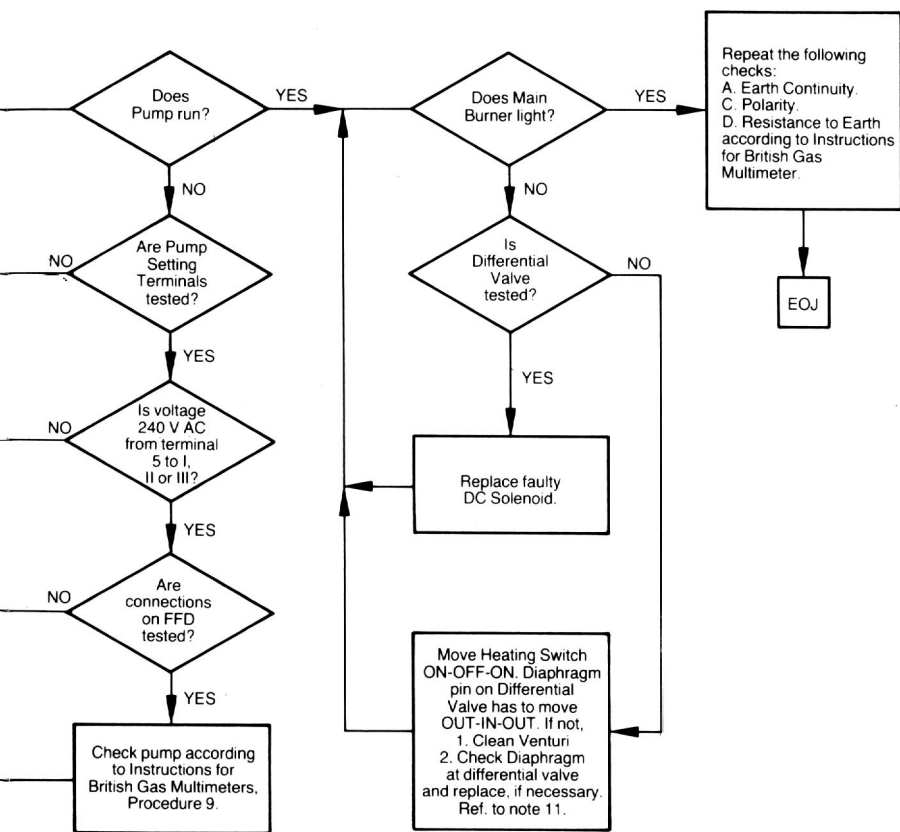 Does
Pump run?
YES
NO
Are Pump
Setting
Terminals
tested?
NO
YES
Is voltage
240 V AC
from terminal
5 to I,
II or III?
NO
YES
Are
connections
on FFD
tested?
NO
YES
Check pump according
to Instructions for
British Gas Multimeters,
Procedure 9.
Does Main
Burner light?
YES
NO
Is
Differential
Valve
tested?
NO
YES
Replace faulty
DC Solenoid.
Move Heating Switch
ON-OFF-ON. Diaphragm
pin on Differential
Valve has to move
OUT-IN-OUT. If not,
1. Clean Venturi
2. Check Diaphragm
at differential valve
and replace, if necessary.
Ref. to note 11.
Repeat the following
checks:
A. Earth Continuity.
C. Polarity.
D. Resistance to Earth
according to Instructions
for British Gas
Multimeter.
EOJ